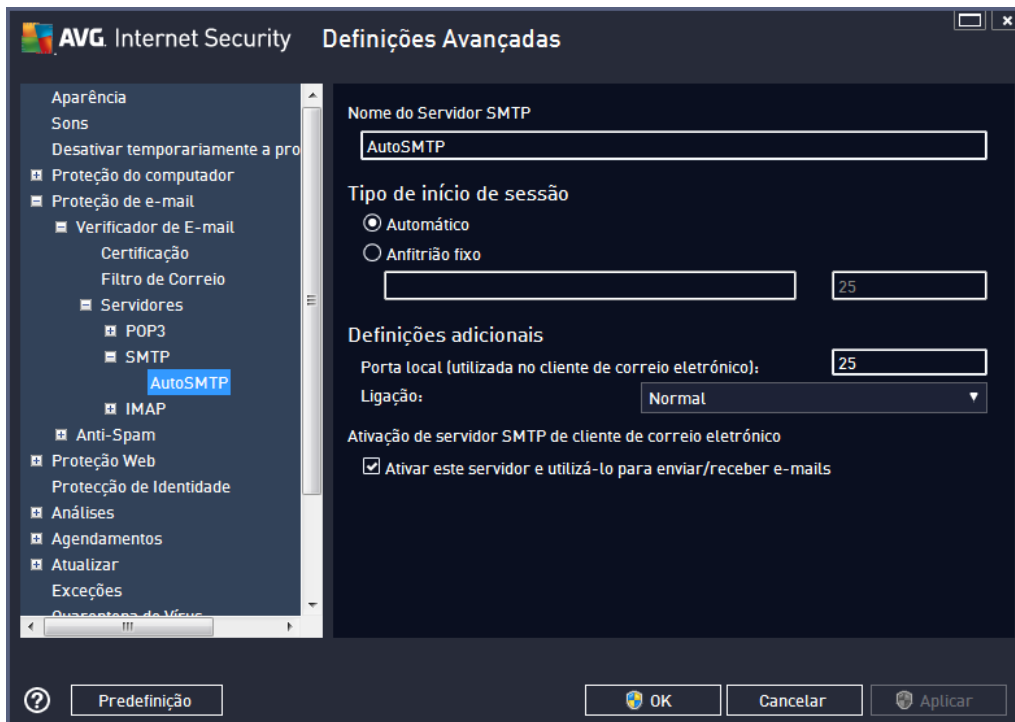 AVG. Internet Security Definições Avançadas
Aparência
Sons
Desativar temporariamente a pro
Proteção do computador
Proteção de e-mail
Verificador de E-mail
Certificação
Filtro de Correio
Servidores
POP3
SMTP
AutoSMTP
IMAP
Anti-Spam
Proteção Web
Protecção de Identidade
Análises
Agendamentos
Atualizar
Exceções
Quarentena de Vírus
Nome do Servidor SMTP
AutoSMTP
Tipo de início de sessão
Automático
Anfitrião fixo
25
Definições adicionais
Porta local (utilizada no cliente de correio eletrónico): 25
Ligação: Normal
Ativação de servidor SMTP de cliente de correio eletrónico
Ativar este servidor e utilizá-lo para enviar/receber e-mails
? Predefinição OK Cancelar Aplicar